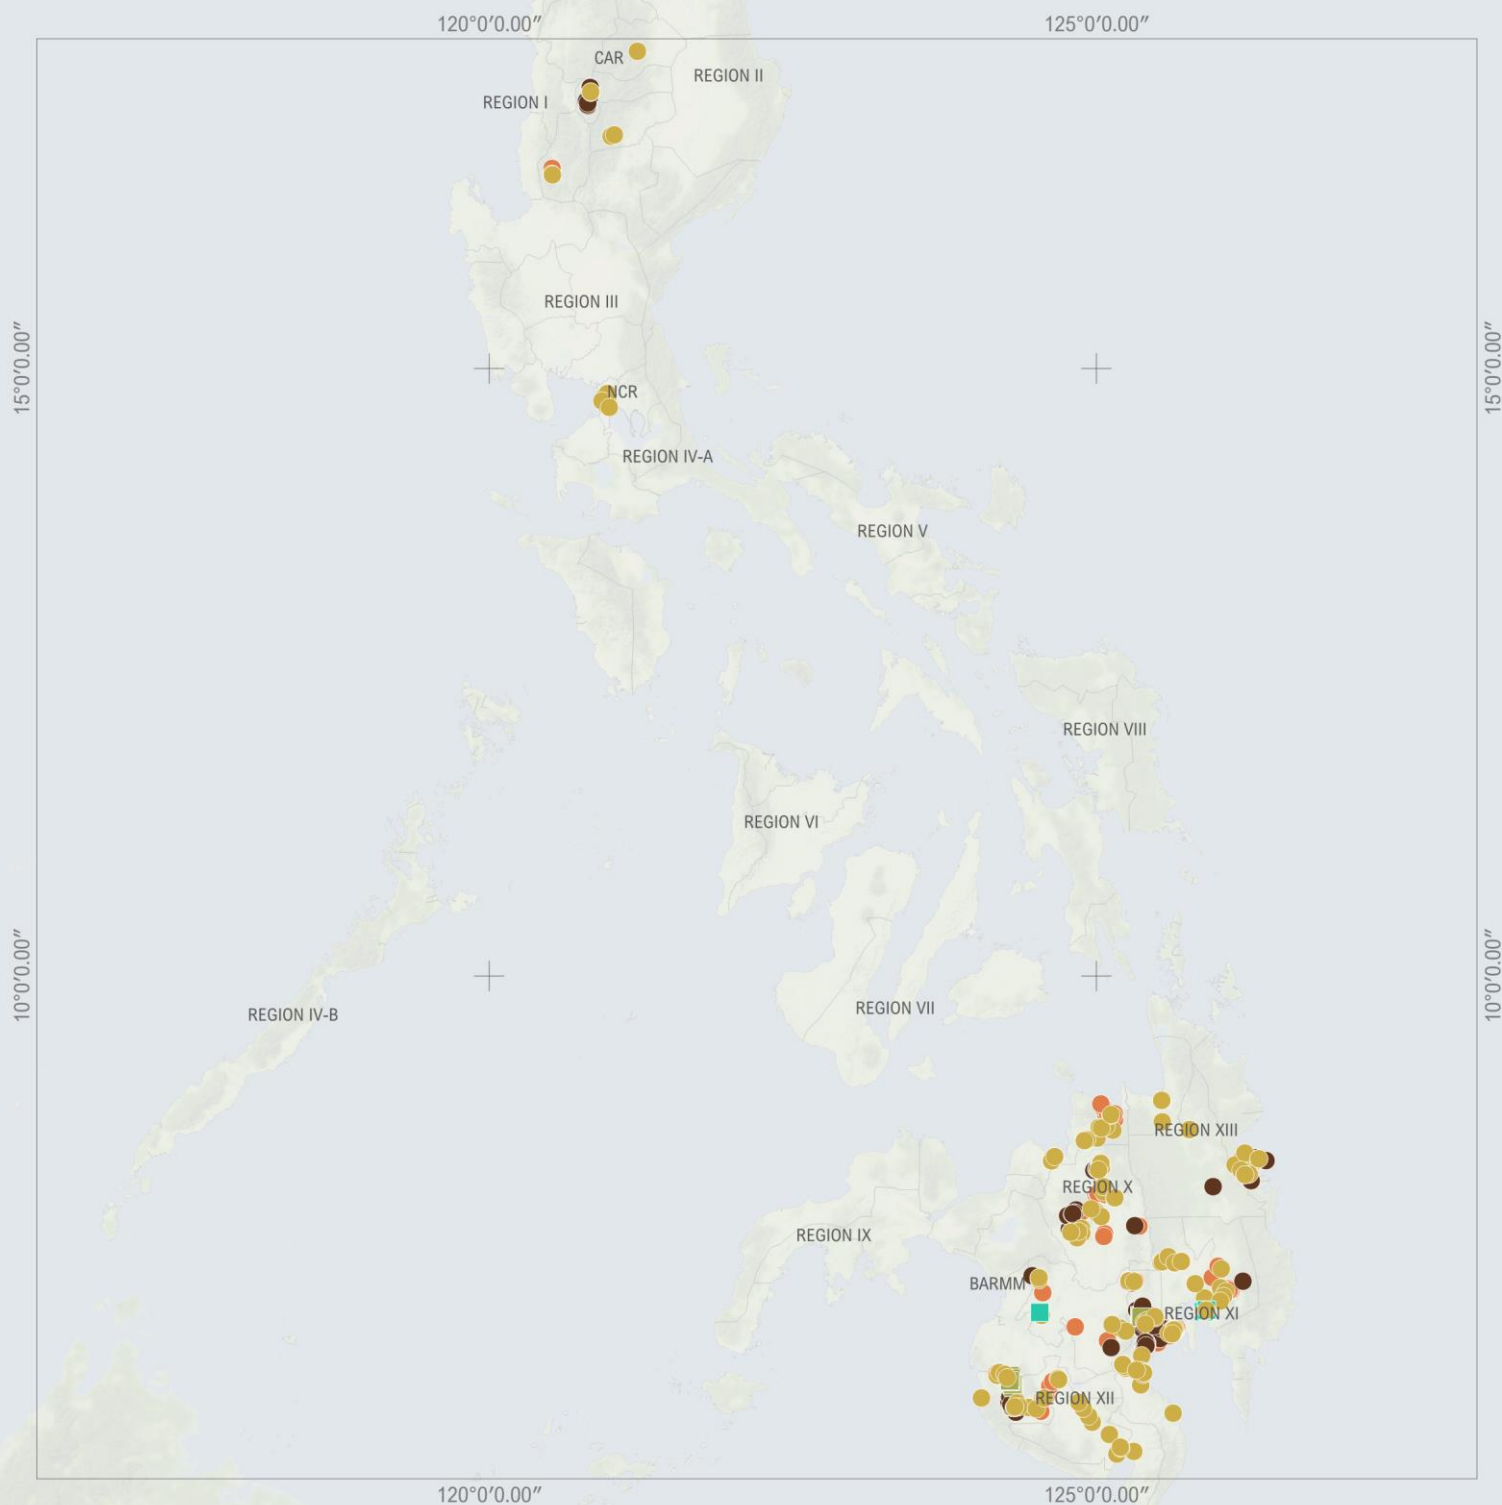 120°0′0.00″ 125°0′0.00″
CAR
REGION II
REGION I
REGION III
15°0′0.00″ 15°0′0.00″
NCR
REGION IV-A
REGION V
REGION VIII
REGION VI
10°0′0.00″ 10°0′0.00″
REGION VII
REGION IV-B
REGION XIII
REGION X
REGION IX
BARMM
REGION XI
REGION XII
120°0′0.00″ 125°0′0.00″